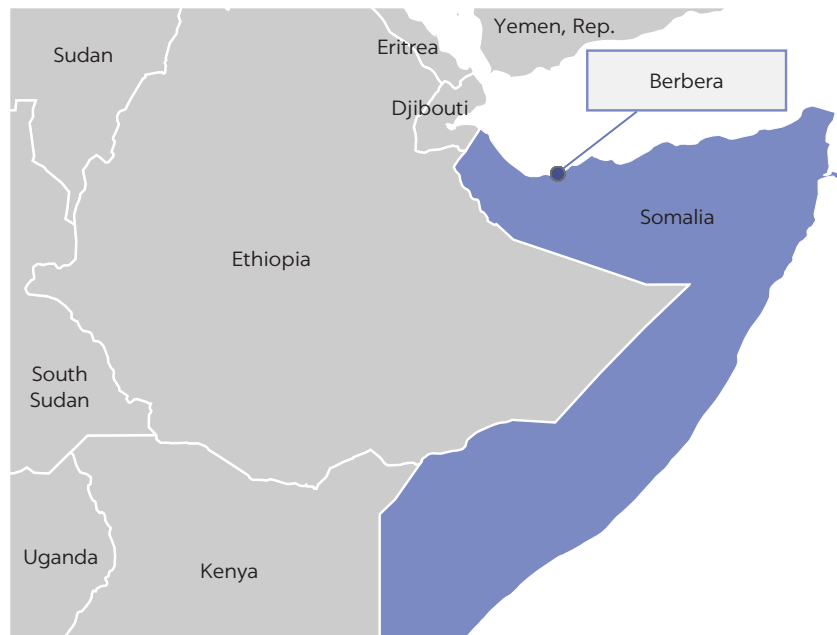 Yemen, Rep.
Eritrea
Sudan
Berbera
Djibouti
Somalia
Ethiopia
South
Sudan
Uganda
Kenya